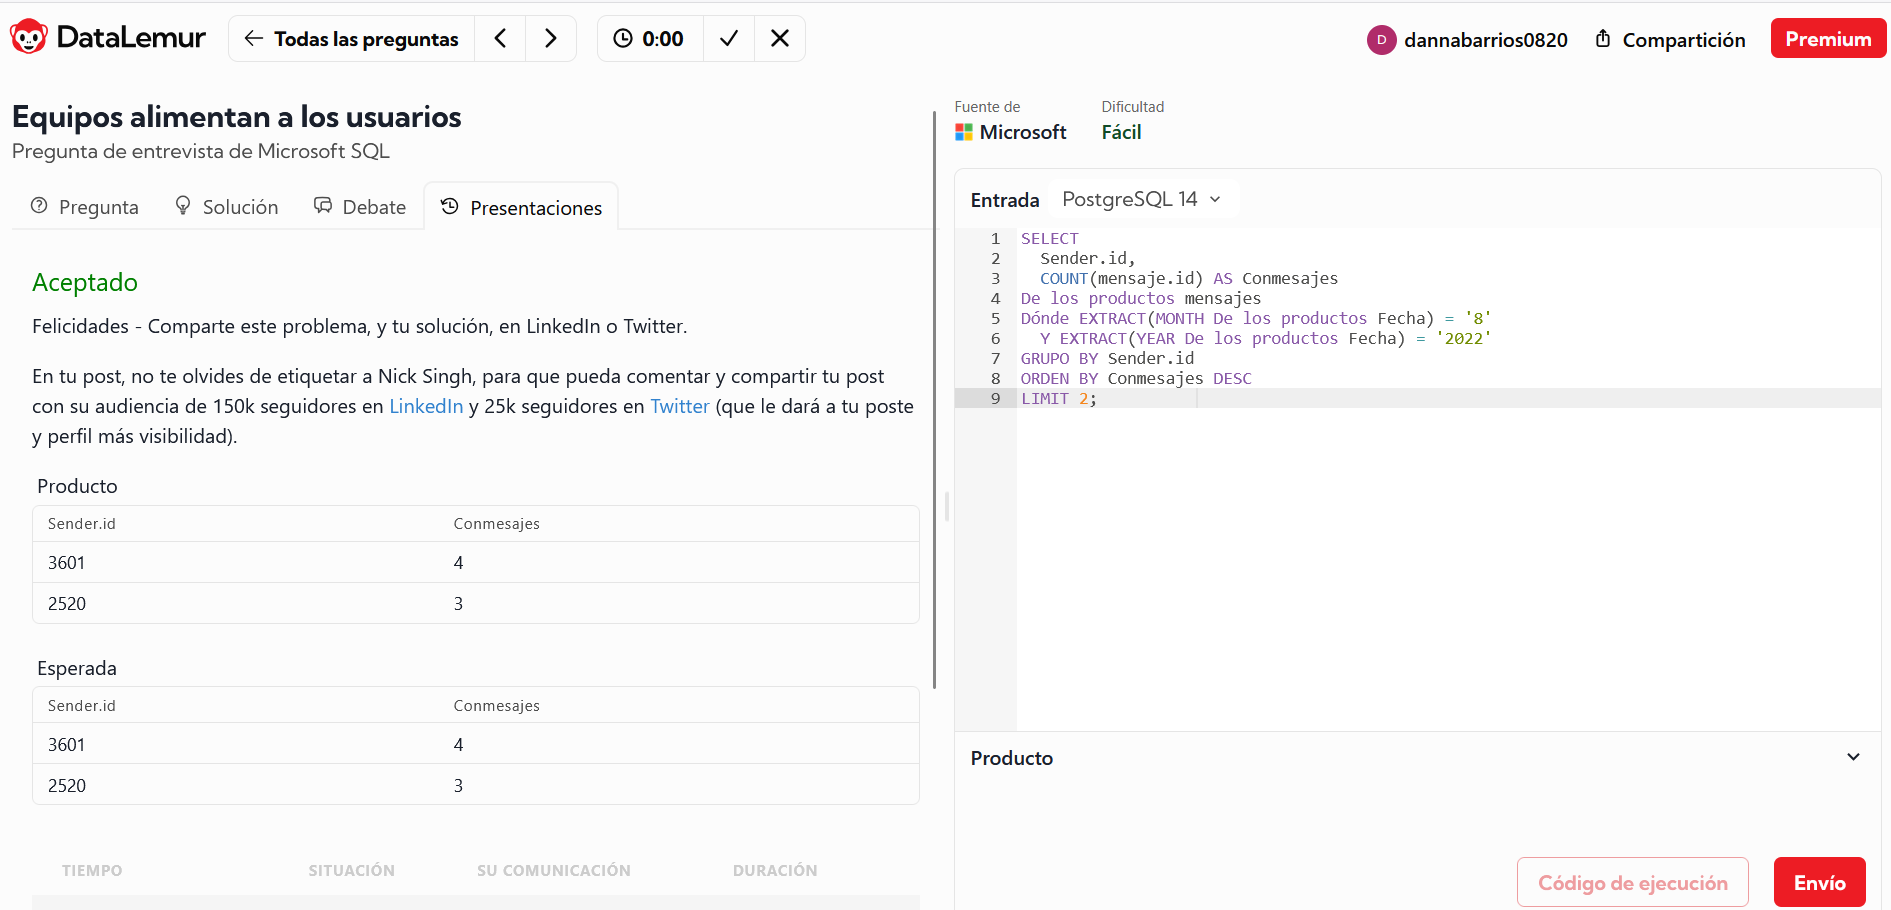 DataLemur
Todas las preguntas
0:00
D
dannabarrios0820
Compartición
Premium
Equipos alimentan a los usuarios
Pregunta de entrevista de Microsoft SQL
Pregunta
Solución
Debate
Presentaciones
Aceptado
Felicidades - Comparte este problema, y tu solución, en LinkedIn o Twitter.
En tu post, no te olvides de etiquetar a Nick Singh, para que pueda comentar y compartir tu post
con su audiencia de 150k seguidores en LinkedIn y 25k seguidores en Twitter (que le dará a tu poste
y perfil más visibilidad).
Producto
Sender.id Conmesajes
3601 4
2520 3
Esperada
Sender.id Conmesajes
3601 4
2520 3
TIEMPO SITUACIÓN SU COMUNICACIÓN DURACIÓN
Fuente de
Microsoft
Dificultad
Fácil
Entrada PostgreSQL 14
1 SELECT
2 Sender.id,
3 COUNT(mensaje.id) AS Conmesajes
4 De los productos mensajes
5 Dónde EXTRACT(MONTH De los productos Fecha) = '8'
6 Y EXTRACT(YEAR De los productos Fecha) = '2022'
7 GRUPO BY Sender.id
8 ORDEN BY Conmesajes DESC
9 LIMIT 2;
Producto
Código de ejecución
Envío